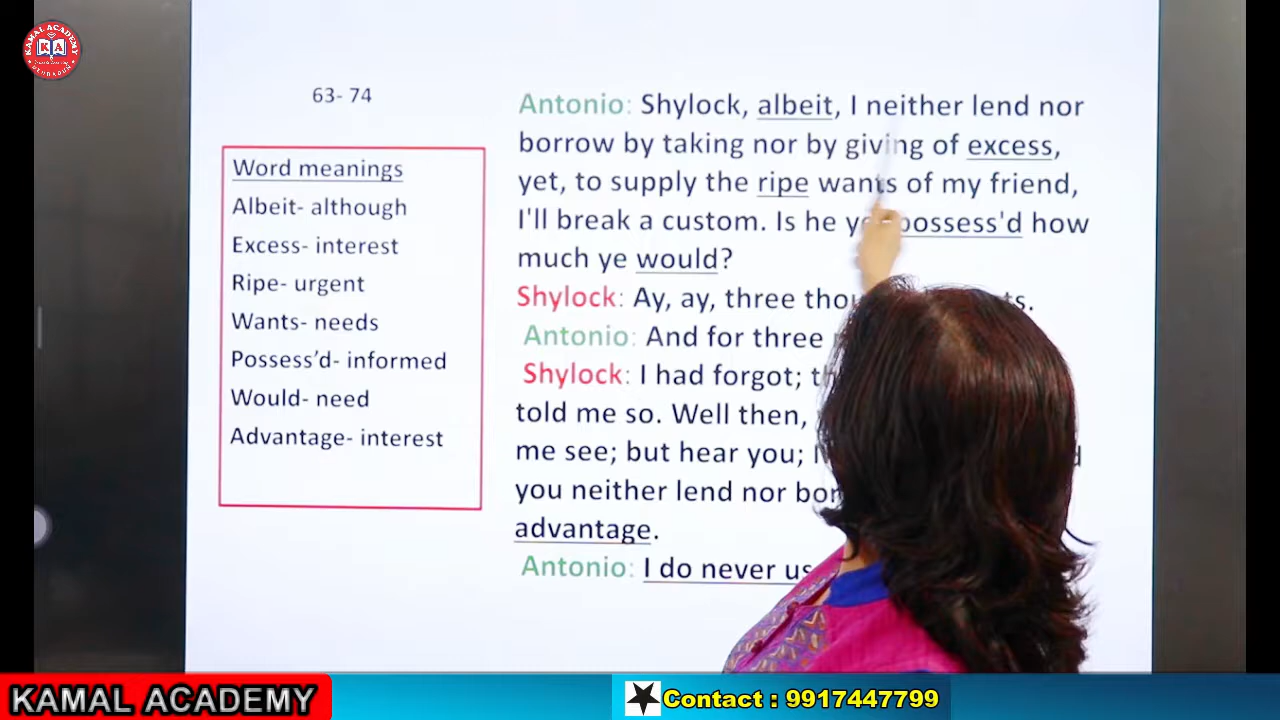 KAMAL ACADEMY
KA
DEHRADUN
63- 74
Word meanings
Albeit- although
Excess- interest
Ripe- urgent
Wants- needs
Possess’d- informed
Would- need
Advantage- interest
Antonio: Shylock, albeit, I neither lend nor
borrow by taking nor by giving of excess,
yet, to supply the ripe wants of my friend,
I'll break a custom. Is he possess'd how
much ye would?
Shylock: Ay, ay, three
Antonio: And for three
Shylock: I had forgot;
told me so. Well then,
me see; but hear you;
you neither lend nor
advantage.
Antonio: I do never
KAMAL ACADEMY
Contact : 9917447799